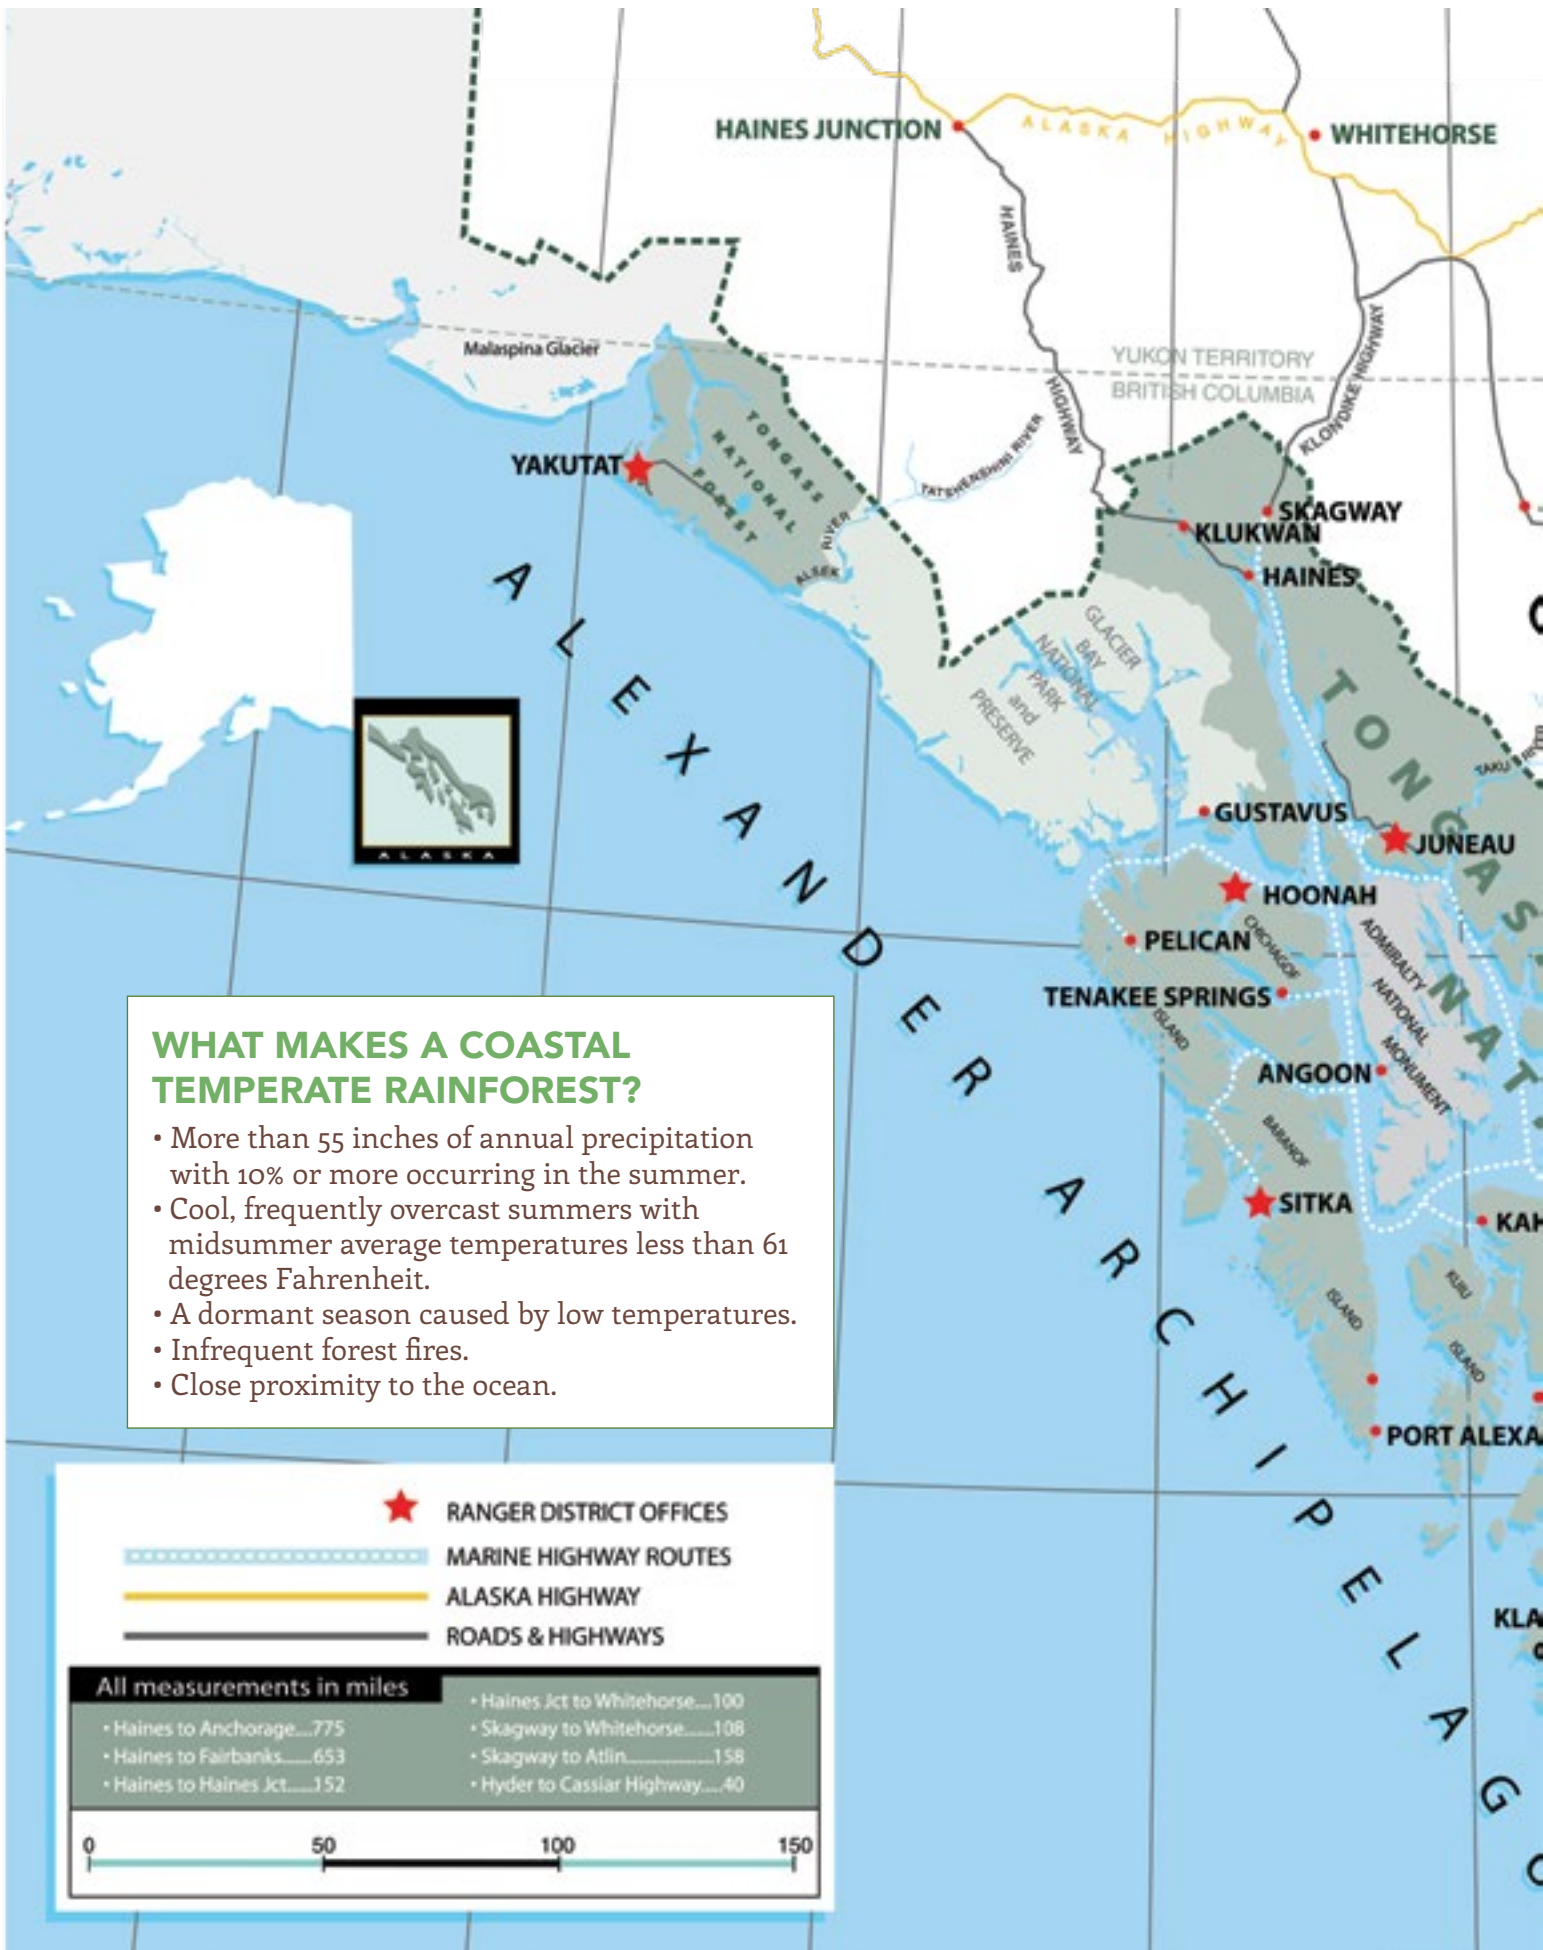 HAINES JUNCTION
ALASKA HIGHWAY
WHITEHORSE
HAINES
HIGHWAY
Malaspina Glacier
YUKON TERRITORY
BRITISH COLUMBIA
KLONDIKE HIGHWAY
YAKUTAT
TONGASS
NATIONAL
FOREST
TATSHENSHINI RIVER
ALSEK RIVER
SKAGWAY
KLUKWAN
HAINES
GLACIER
BAY
NATIONAL
PARK
and
PRESERVE
TAKU RIVER
ALASKA
GUSTAVUS
JUNEAU
HOONAH
PELICAN
CHICHAGOF
ISLAND
TENAKEE SPRINGS
ADMIRALTY
NATIONAL
MONUMENT
ANGOON
BARANOF
ISLAND
SITKA
KAH
KUIU
ISLAND
PORT ALEXA
KLA
TONGASS
NAT
ALEXANDER ARCHIPELAGO
WHAT MAKES A COASTAL
TEMPERATE RAINFOREST?
• More than 55 inches of annual precipitation
with 10% or more occurring in the summer.
• Cool, frequently overcast summers with
midsummer average temperatures less than 61
degrees Fahrenheit.
• A dormant season caused by low temperatures.
• Infrequent forest fires.
• Close proximity to the ocean.
RANGER DISTRICT OFFICES
MARINE HIGHWAY ROUTES
ALASKA HIGHWAY
ROADS & HIGHWAYS
All measurements in miles
• Haines to Anchorage....775
• Haines to Fairbanks.......653
• Haines to Haines Jct......152
• Haines Jct to Whitehorse....100
• Skagway to Whitehorse.......108
• Skagway to Atlin....................158
• Hyder to Cassiar Highway.....40
0 50 100 150